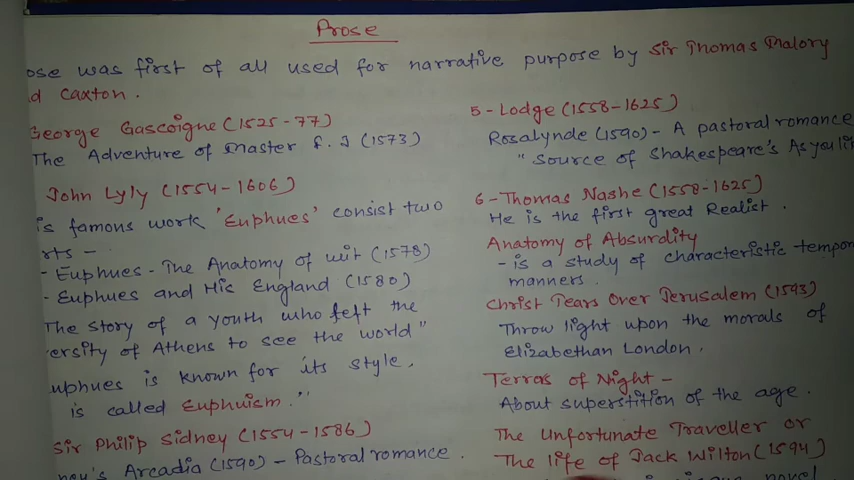 Prose
ose was first of all used for narrative purpose by Sir Thomas Malory
d Caxton.
George Gascoigne (1525-77)
The Adventure of Master F. J (1573)
John Lyly (1554-1606)
is famous work 'Euphues' consist two
rts -
- Euphues - The Anatomy of wit (1578)
- Euphues and His England (1580)
The story of a youth who left the
ersity of Athens to see the world"
uphues is known for its style,
is called Euphuism."
Sir Philip Sidney (1554-1586)
ney's Arcadia (1590) - Pastoral romance.
5 - Lodge (1558-1625)
Rosalynde (1590) - A pastoral romance
"Source of Shakespeare's As you li
6 - Thomas Nashe (1558-1625)
He is the first great Realist.
Anatomy of Absurdity
- is a study of characteristic tempor
manners.
Christ Tears Over Jerusalem (1593)
Throw light upon the morals of
Elizabethan London.
Terros of Night -
About superstition of the age.
The Unfortunate Traveller or
The life of Jack Wilton (1594)
novel